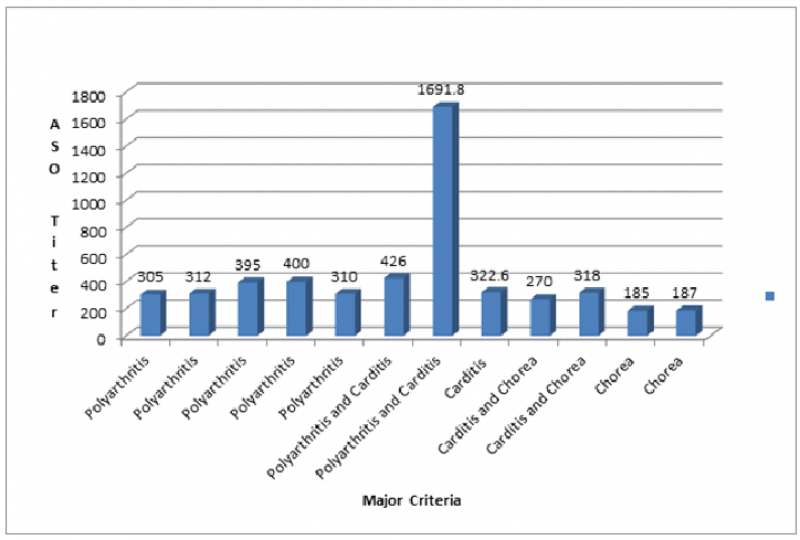 ASO Titer
1800
1600
1400
1200
1000
800
600
400
200
0
305
312
395
400
310
426
1691.8
322.6
270
318
185
187
Polyarthritis
Polyarthritis
Polyarthritis
Polyarthritis
Polyarthritis
Polyarthritis and Carditis
Polyarthritis and Carditis
Carditis
Carditis and Chorea
Carditis and Chorea
Chorea
Chorea
Major Criteria